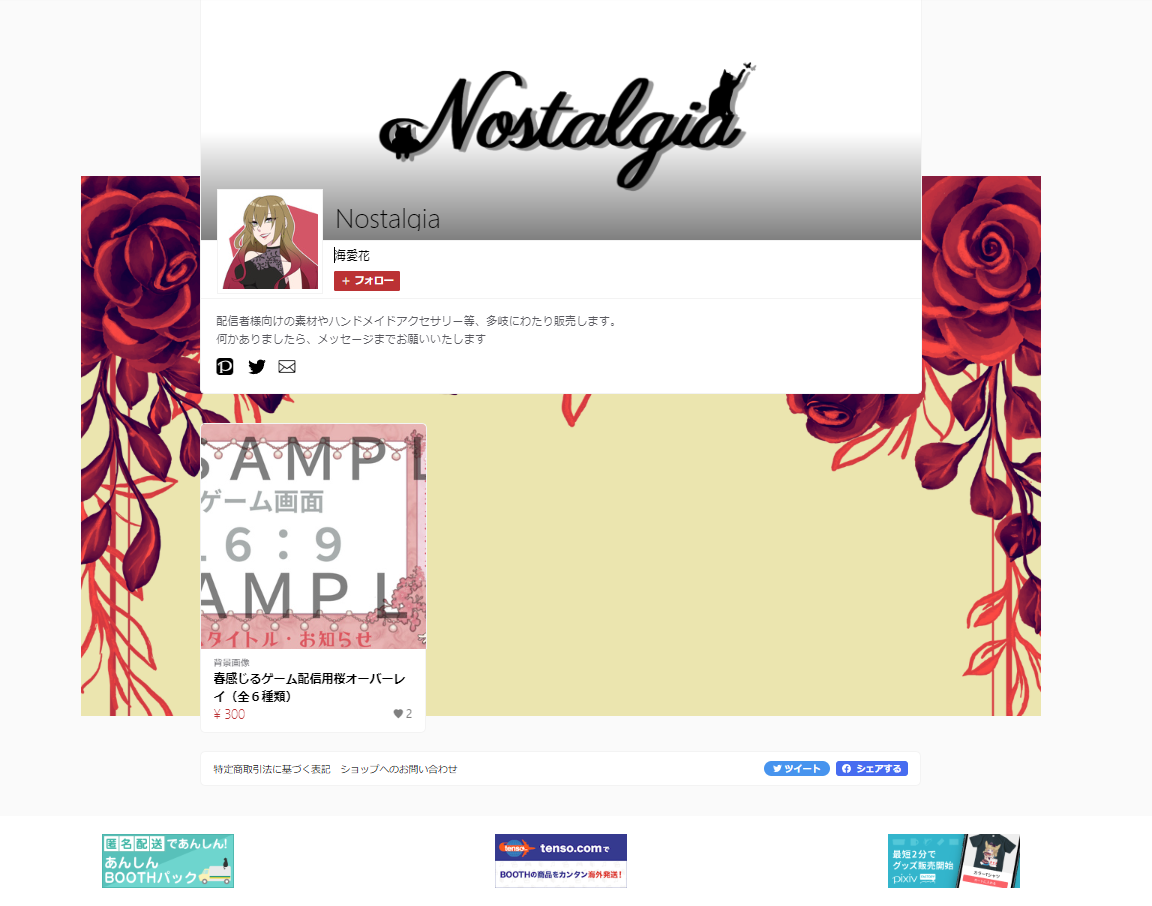 Nostalgia
Nostalgia
海愛花
+ フォロー
配信者様向けの素材やハンドメイドアクセサリー等、多岐にわたり販売します。
何かありましたら、メッセージまでお願いいたします
SAMPL
ゲーム画面
16：9
AMPL
タイトル・お知らせ
背景画像
春感じるゲーム配信用桜オーバーレ
イ（全６種類）
¥ 300
2
特定商取引法に基づく表記 ショップへのお問い合わせ
ツイート
シェアする
匿名配送であんしん!
あんしん
BOOTHパック
tenso tenso.comで
BOOTHの商品をカンタン海外発送!
最短2分で
グッズ販売開始
pixiv